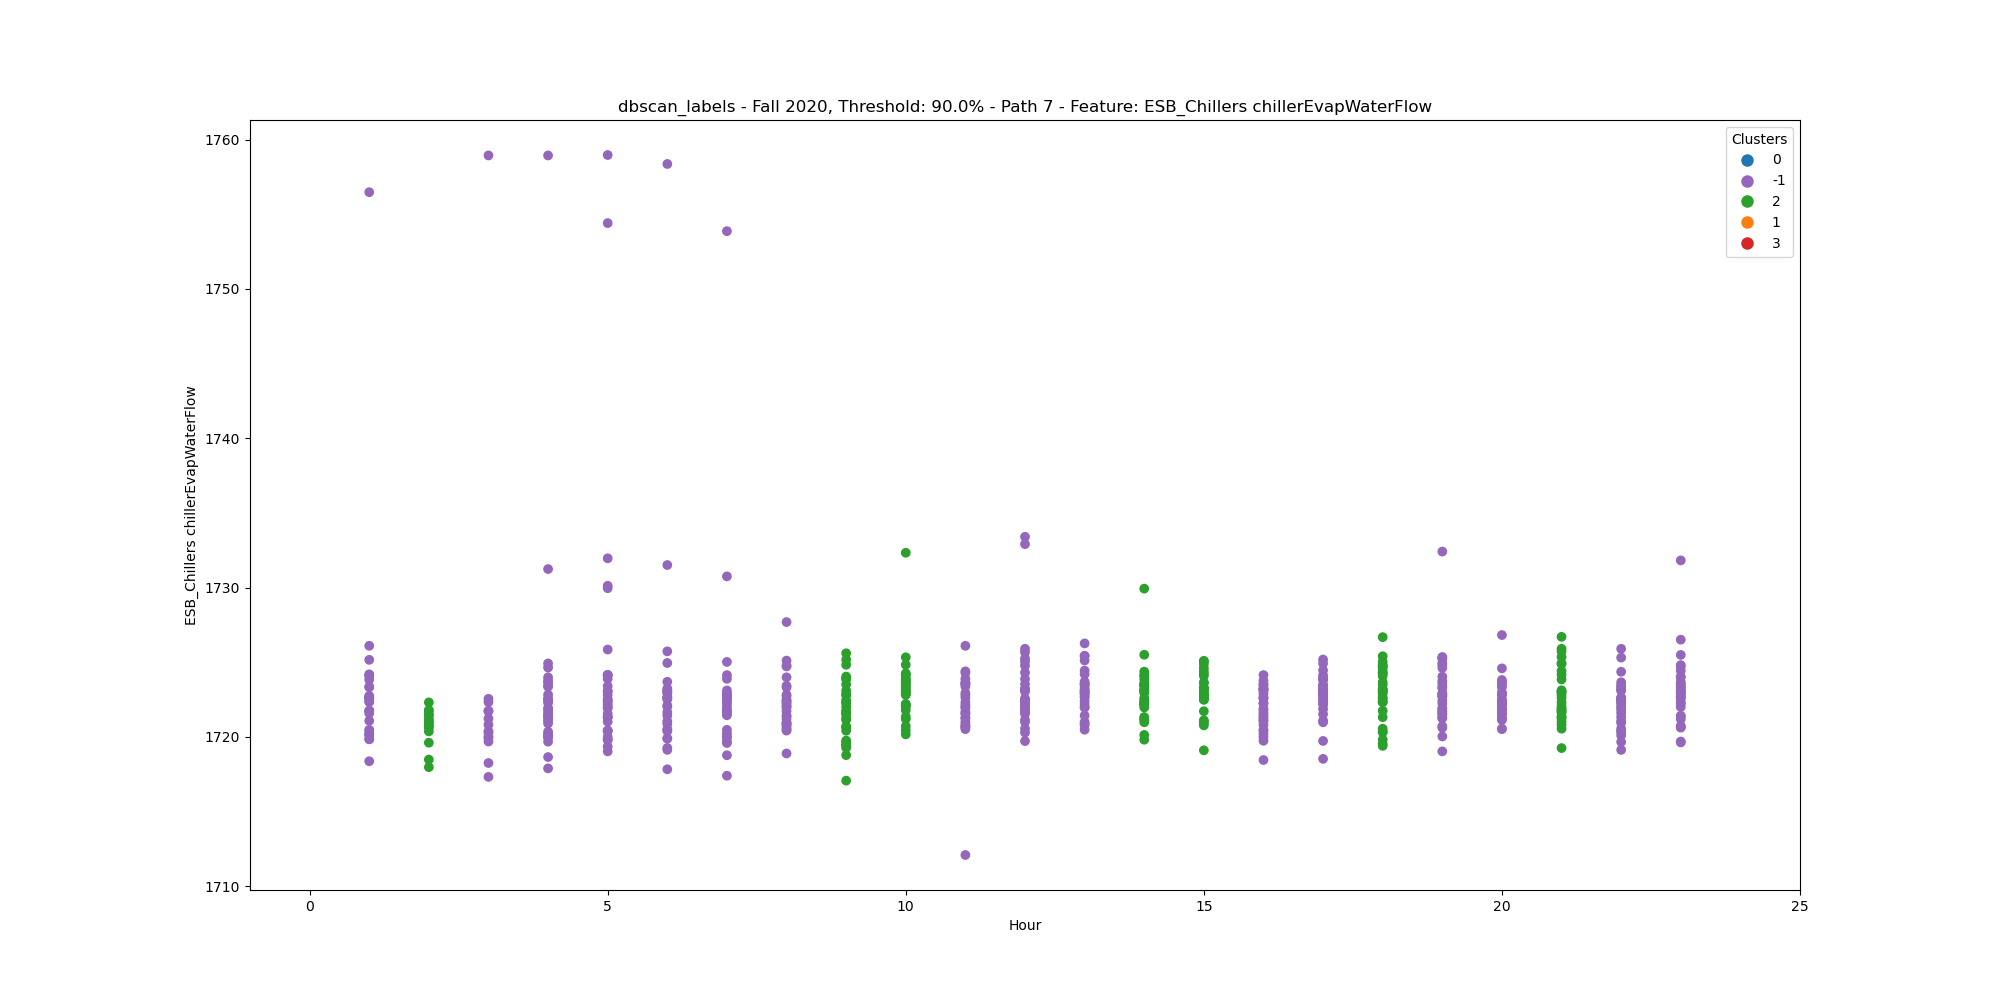 dbscan_labels - Fall 2020, Threshold: 90.0% - Path 7 - Feature: ESB_Chillers chillerEvapWaterFlow
Clusters
0
-1
2
1
3
ESB_Chillers chillerEvapWaterFlow
1760
1750
1740
1730
1720
1710
0 5 10 15 20 25
Hour